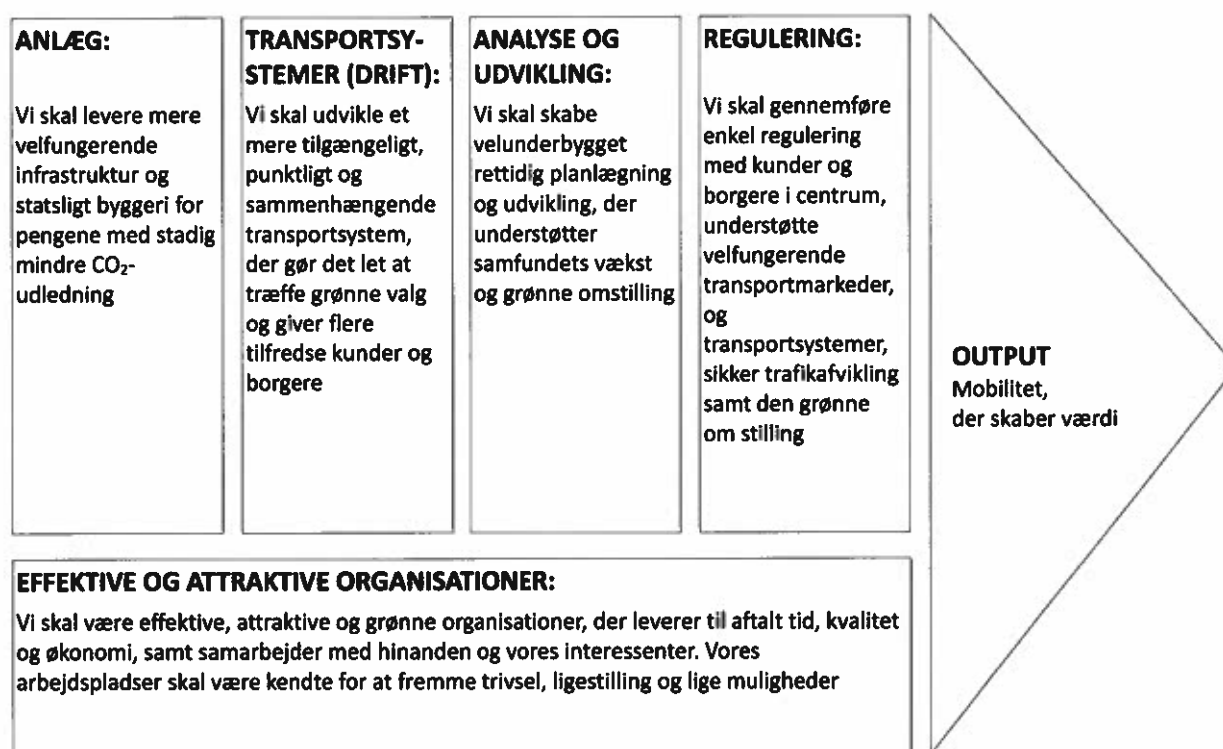 ANLÆG:
Vi skal levere mere
velfungerende
infrastruktur og
statsligt byggeri for
pengene med stadig
mindre CO₂-
udledning
TRANSPORTSY-
STEMER (DRIFT):
Vi skal udvikle et
mere tilgængeligt,
punktligt og
sammenhængende
transportsystem,
der gør det let at
træffe grønne valg
og giver flere
tilfredse kunder og
borgere
ANALYSE OG
UDVIKLING:
Vi skal skabe
velunderbygget
rettidig planlægning
og udvikling, der
understøtter
samfundets vækst
og grønne omstilling
REGULERING:
Vi skal gennemføre
enkel regulering
med kunder og
borgere i centrum,
understøtte
velfungerende
transportmarkeder,
og
transportsystemer,
sikker trafikafvikling
samt den grønne
om stilling
OUTPUT
Mobilitet,
der skaber værdi
EFFEKTIVE OG ATTRAKTIVE ORGANISATIONER:
Vi skal være effektive, attraktive og grønne organisationer, der leverer til aftalt tid, kvalitet
og økonomi, samt samarbejder med hinanden og vores interessenter. Vores
arbejdspladser skal være kendte for at fremme trivsel, ligestilling og lige muligheder